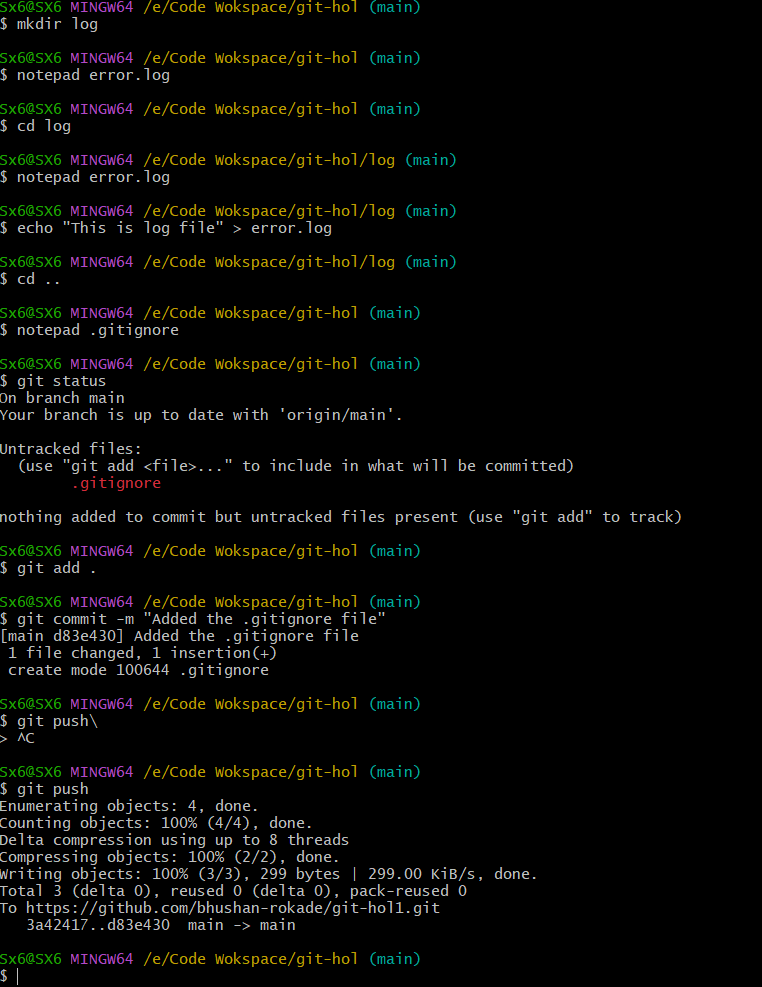 Sx6@SX6 MINGW64 /e/Code Wokspace/git-hol (main)
$ mkdir log
Sx6@SX6 MINGW64 /e/Code Wokspace/git-hol (main)
$ notepad error.log
Sx6@SX6 MINGW64 /e/Code Wokspace/git-hol (main)
$ cd log
Sx6@SX6 MINGW64 /e/Code Wokspace/git-hol/log (main)
$ notepad error.log
Sx6@SX6 MINGW64 /e/Code Wokspace/git-hol/log (main)
$ echo "This is log file" > error.log
Sx6@SX6 MINGW64 /e/Code Wokspace/git-hol/log (main)
$ cd ..
Sx6@SX6 MINGW64 /e/Code Wokspace/git-hol (main)
$ notepad .gitignore
Sx6@SX6 MINGW64 /e/Code Wokspace/git-hol (main)
$ git status
On branch main
Your branch is up to date with 'origin/main'.
Untracked files:
  (use "git add <file>..." to include in what will be committed)
        .gitignore
nothing added to commit but untracked files present (use "git add" to track)
Sx6@SX6 MINGW64 /e/Code Wokspace/git-hol (main)
$ git add .
Sx6@SX6 MINGW64 /e/Code Wokspace/git-hol (main)
$ git commit -m "Added the .gitignore file"
[main d83e430] Added the .gitignore file
 1 file changed, 1 insertion(+)
 create mode 100644 .gitignore
Sx6@SX6 MINGW64 /e/Code Wokspace/git-hol (main)
$ git push\
> ^C
Sx6@SX6 MINGW64 /e/Code Wokspace/git-hol (main)
$ git push
Enumerating objects: 4, done.
Counting objects: 100% (4/4), done.
Delta compression using up to 8 threads
Compressing objects: 100% (2/2), done.
Writing objects: 100% (3/3), 299 bytes | 299.00 KiB/s, done.
Total 3 (delta 0), reused 0 (delta 0), pack-reused 0
To https://github.com/bhushan-rokade/git-hol1.git
   3a42417..d83e430  main -> main
Sx6@SX6 MINGW64 /e/Code Wokspace/git-hol (main)
$